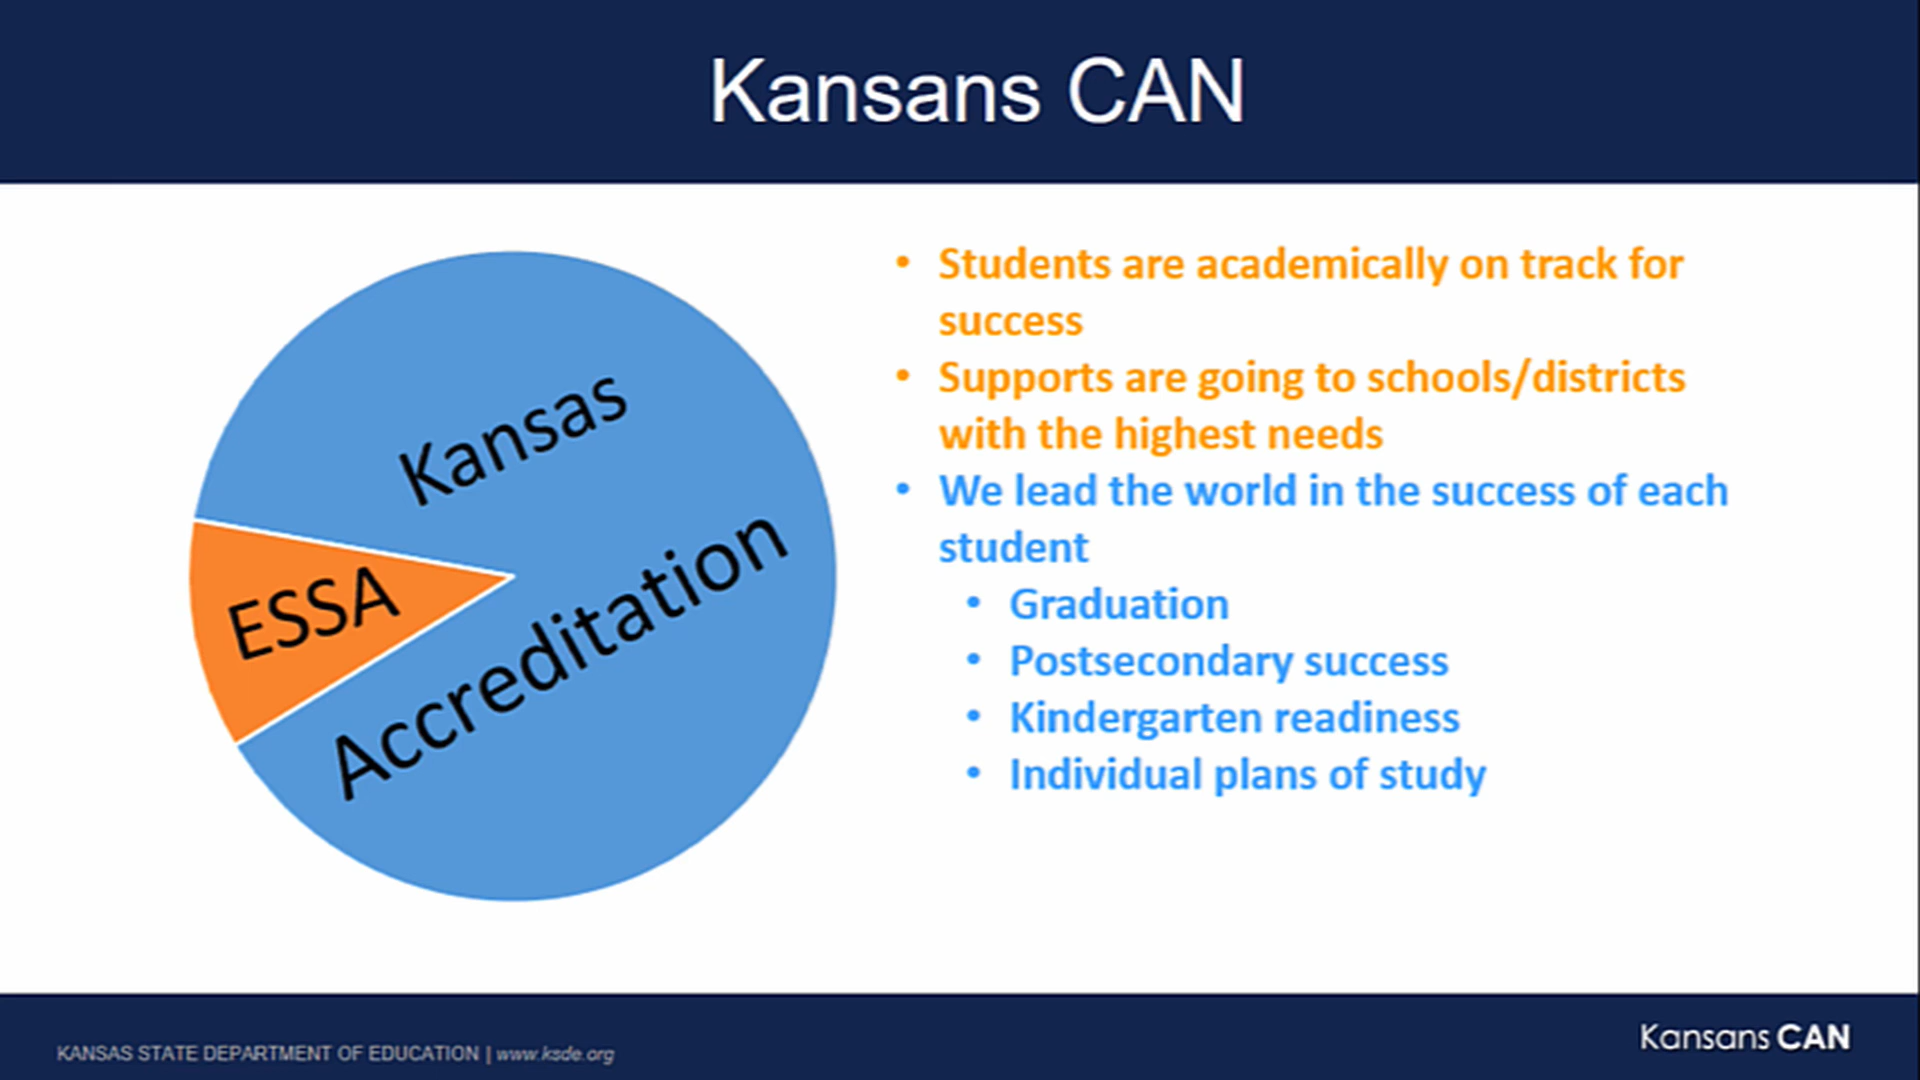 Kansans CAN
Kansas
Accreditation
ESSA
• Students are academically on track for
success
• Supports are going to schools/districts
with the highest needs
• We lead the world in the success of each
student
• Graduation
• Postsecondary success
• Kindergarten readiness
• Individual plans of study
KANSAS STATE DEPARTMENT OF EDUCATION | www.ksde.org
Kansans CAN